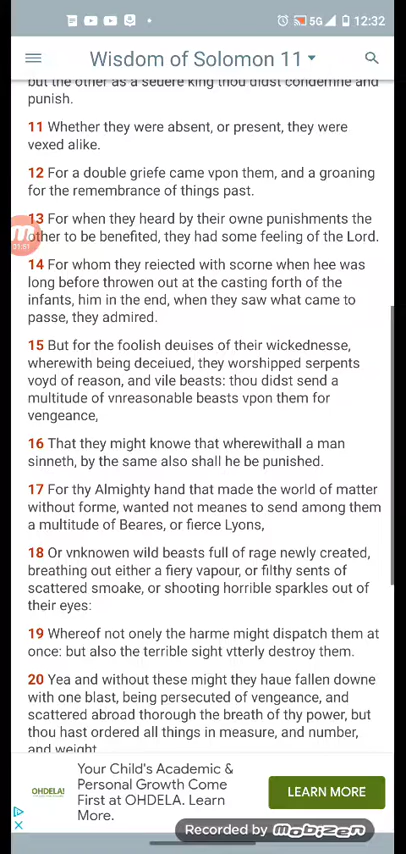 5G 12:32
Wisdom of Solomon 11
but the other as a seuere king thou didst condemne and
punish.
11 Whether they were absent, or present, they were
vexed alike.
12 For a double griefe came vpon them, and a groaning
for the remembrance of things past.
13 For when they heard by their owne punishments the
other to be benefited, they had some feeling of the Lord.
14 For whom they reiected with scorne when hee was
long before throwen out at the casting forth of the
infants, him in the end, when they saw what came to
passe, they admired.
15 But for the foolish deuises of their wickednesse,
wherewith being deceiued, they worshipped serpents
voyd of reason, and vile beasts: thou didst send a
multitude of vnreasonable beasts vpon them for
vengeance,
16 That they might knowe that wherewithall a man
sinneth, by the same also shall he be punished.
17 For thy Almighty hand that made the world of matter
without forme, wanted not meanes to send among them
a multitude of Beares, or fierce Lyons,
18 Or vnknowen wild beasts full of rage newly created,
breathing out either a fiery vapour, or filthy sents of
scattered smoake, or shooting horrible sparkles out of
their eyes:
19 Whereof not onely the harme might dispatch them at
once: but also the terrible sight vtterly destroy them.
20 Yea and without these might they haue fallen downe
with one blast, being persecuted of vengeance, and
scattered abroad thorough the breath of thy power, but
thou hast ordered all things in measure, and number,
and weight
OHDELA!
Your Child's Academic &
Personal Growth Come
First at OHDELA. Learn
More.
LEARN MORE
Recorded by mobizen